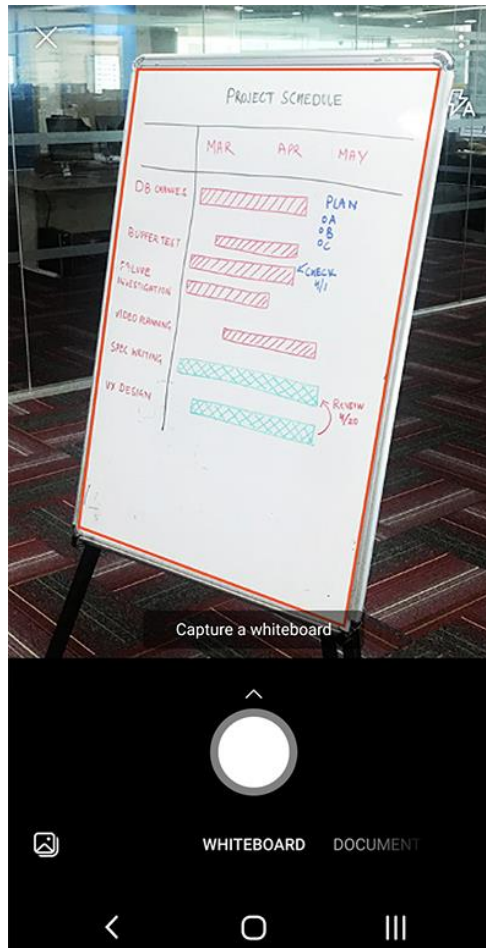 A
PROJECT SCHEDULE
MAR APR MAY
DB CHANGES
PLAN
A
B
C
BUFFER TEST
CHECK
4/1
FAILURE
INVESTIGATION
VIDEO PLANNING
SPEC WRITING
REVIEW
4/20
UX DESIGN
Capture a whiteboard
WHITEBOARD DOCUMENT